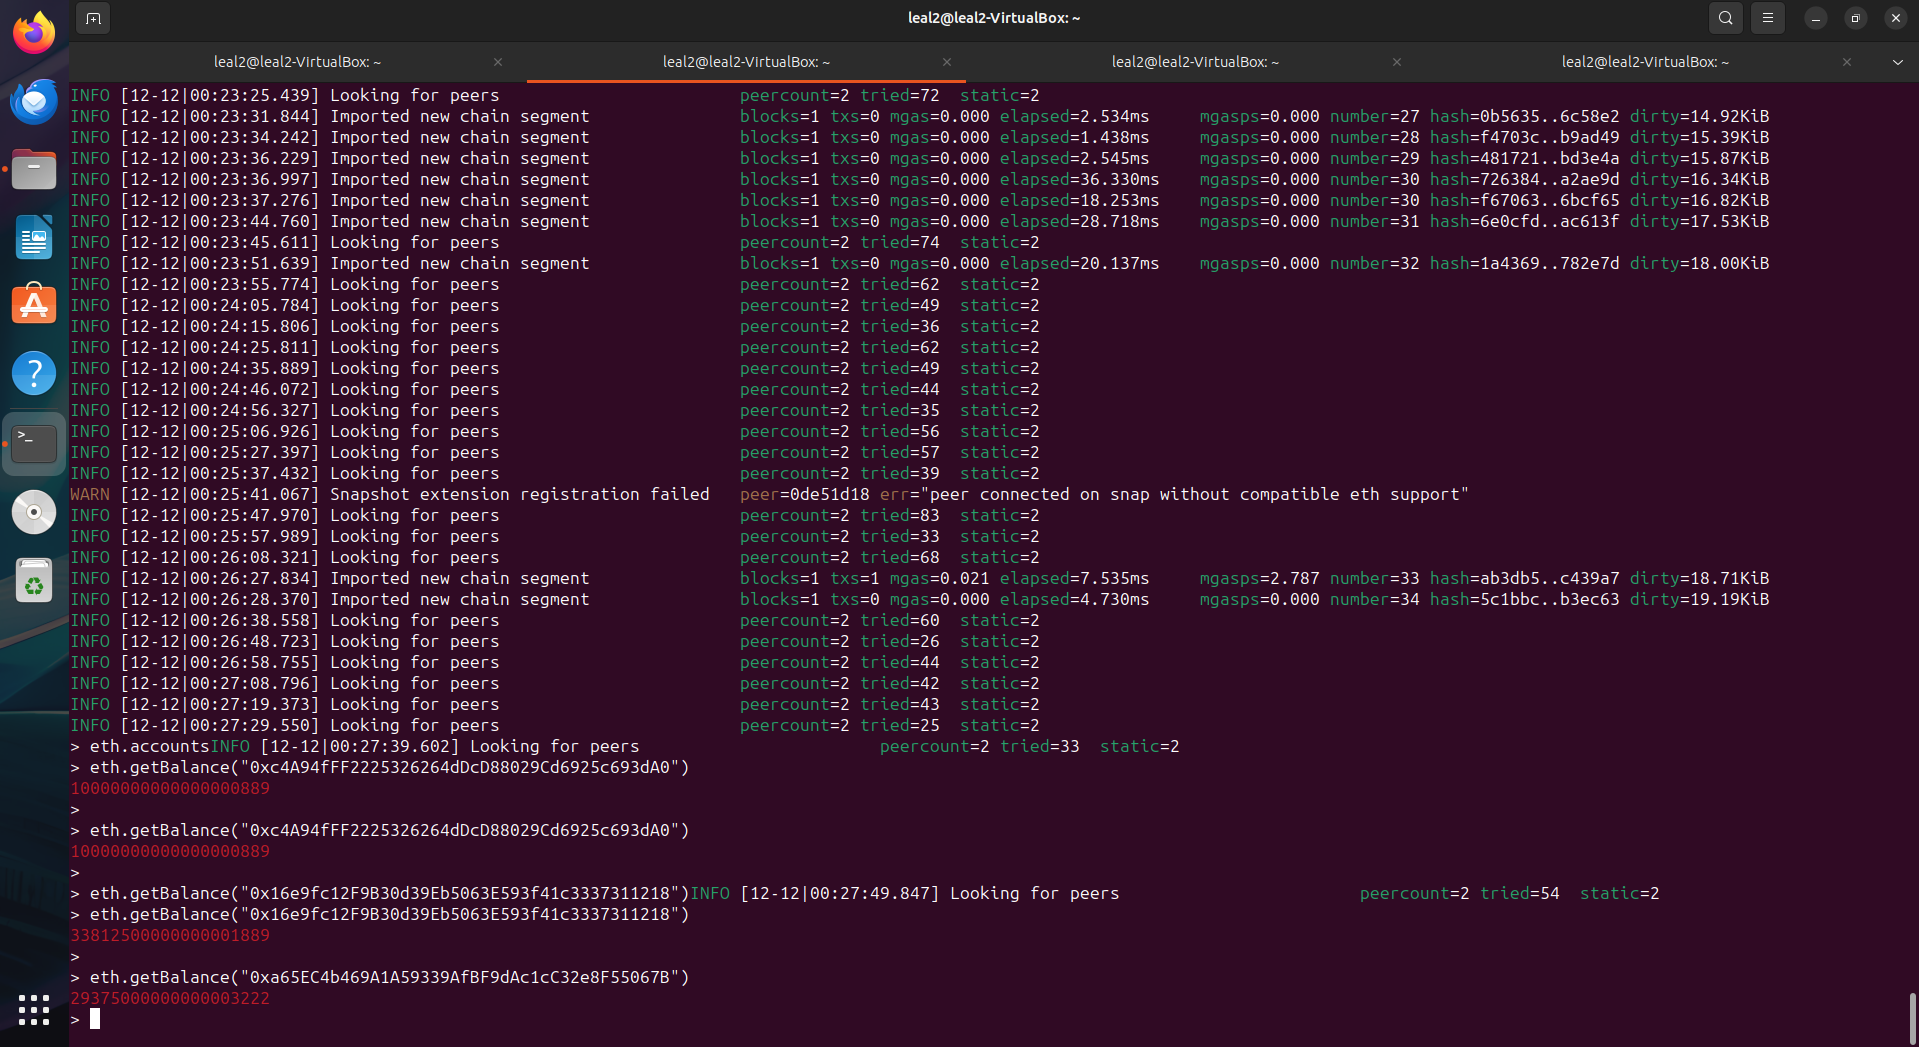 leal2@leal2-VirtualBox: ~
leal2@leal2-VirtualBox: ~ leal2@leal2-VirtualBox: ~ leal2@leal2-VirtualBox: ~ leal2@leal2-VirtualBox: ~
INFO [12-12|00:23:25.439] Looking for peers peercount=2 tried=72 static=2
INFO [12-12|00:23:31.844] Imported new chain segment blocks=1 txs=0 mgas=0.000 elapsed=2.534ms mgasps=0.000 number=27 hash=0b5635..6c58e2 dirty=14.92KiB
INFO [12-12|00:23:34.242] Imported new chain segment blocks=1 txs=0 mgas=0.000 elapsed=1.438ms mgasps=0.000 number=28 hash=f4703c..b9ad49 dirty=15.39KiB
INFO [12-12|00:23:36.229] Imported new chain segment blocks=1 txs=0 mgas=0.000 elapsed=2.545ms mgasps=0.000 number=29 hash=481721..bd3e4a dirty=15.87KiB
INFO [12-12|00:23:36.997] Imported new chain segment blocks=1 txs=0 mgas=0.000 elapsed=36.330ms mgasps=0.000 number=30 hash=726384..a2ae9d dirty=16.34KiB
INFO [12-12|00:23:37.276] Imported new chain segment blocks=1 txs=0 mgas=0.000 elapsed=18.253ms mgasps=0.000 number=30 hash=f67063..6bcf65 dirty=16.82KiB
INFO [12-12|00:23:44.760] Imported new chain segment blocks=1 txs=0 mgas=0.000 elapsed=28.718ms mgasps=0.000 number=31 hash=6e0cfd..ac613f dirty=17.53KiB
INFO [12-12|00:23:45.611] Looking for peers peercount=2 tried=74 static=2
INFO [12-12|00:23:51.639] Imported new chain segment blocks=1 txs=0 mgas=0.000 elapsed=20.137ms mgasps=0.000 number=32 hash=1a4369..782e7d dirty=18.00KiB
INFO [12-12|00:23:55.774] Looking for peers peercount=2 tried=62 static=2
INFO [12-12|00:24:05.784] Looking for peers peercount=2 tried=49 static=2
INFO [12-12|00:24:15.806] Looking for peers peercount=2 tried=36 static=2
INFO [12-12|00:24:25.811] Looking for peers peercount=2 tried=62 static=2
INFO [12-12|00:24:35.889] Looking for peers peercount=2 tried=49 static=2
INFO [12-12|00:24:46.072] Looking for peers peercount=2 tried=44 static=2
INFO [12-12|00:24:56.327] Looking for peers peercount=2 tried=35 static=2
INFO [12-12|00:25:06.926] Looking for peers peercount=2 tried=56 static=2
INFO [12-12|00:25:27.397] Looking for peers peercount=2 tried=57 static=2
INFO [12-12|00:25:37.432] Looking for peers peercount=2 tried=39 static=2
WARN [12-12|00:25:41.067] Snapshot extension registration failed peer=0de51d18 err="peer connected on snap without compatible eth support"
INFO [12-12|00:25:47.970] Looking for peers peercount=2 tried=83 static=2
INFO [12-12|00:25:57.989] Looking for peers peercount=2 tried=33 static=2
INFO [12-12|00:26:08.321] Looking for peers peercount=2 tried=68 static=2
INFO [12-12|00:26:27.834] Imported new chain segment blocks=1 txs=1 mgas=0.021 elapsed=7.535ms mgasps=2.787 number=33 hash=ab3db5..c439a7 dirty=18.71KiB
INFO [12-12|00:26:28.370] Imported new chain segment blocks=1 txs=0 mgas=0.000 elapsed=4.730ms mgasps=0.000 number=34 hash=5c1bbc..b3ec63 dirty=19.19KiB
INFO [12-12|00:26:38.558] Looking for peers peercount=2 tried=60 static=2
INFO [12-12|00:26:48.723] Looking for peers peercount=2 tried=26 static=2
INFO [12-12|00:26:58.755] Looking for peers peercount=2 tried=44 static=2
INFO [12-12|00:27:08.796] Looking for peers peercount=2 tried=42 static=2
INFO [12-12|00:27:19.373] Looking for peers peercount=2 tried=43 static=2
INFO [12-12|00:27:29.550] Looking for peers peercount=2 tried=25 static=2
> eth.accountsINFO [12-12|00:27:39.602] Looking for peers peercount=2 tried=33 static=2
> eth.getBalance("0xc4A94fFF2225326264dDcD88029Cd6925c693dA0")
10000000000000000889
>
> eth.getBalance("0xc4A94fFF2225326264dDcD88029Cd6925c693dA0")
10000000000000000889
>
> eth.getBalance("0x16e9fc12F9B30d39Eb5063E593f41c3337311218")INFO [12-12|00:27:49.847] Looking for peers peercount=2 tried=54 static=2
> eth.getBalance("0x16e9fc12F9B30d39Eb5063E593f41c3337311218")
33812500000000001889
>
> eth.getBalance("0xa65EC4b469A1A59339AfBF9dAc1cC32e8F55067B")
29375000000000003222
>